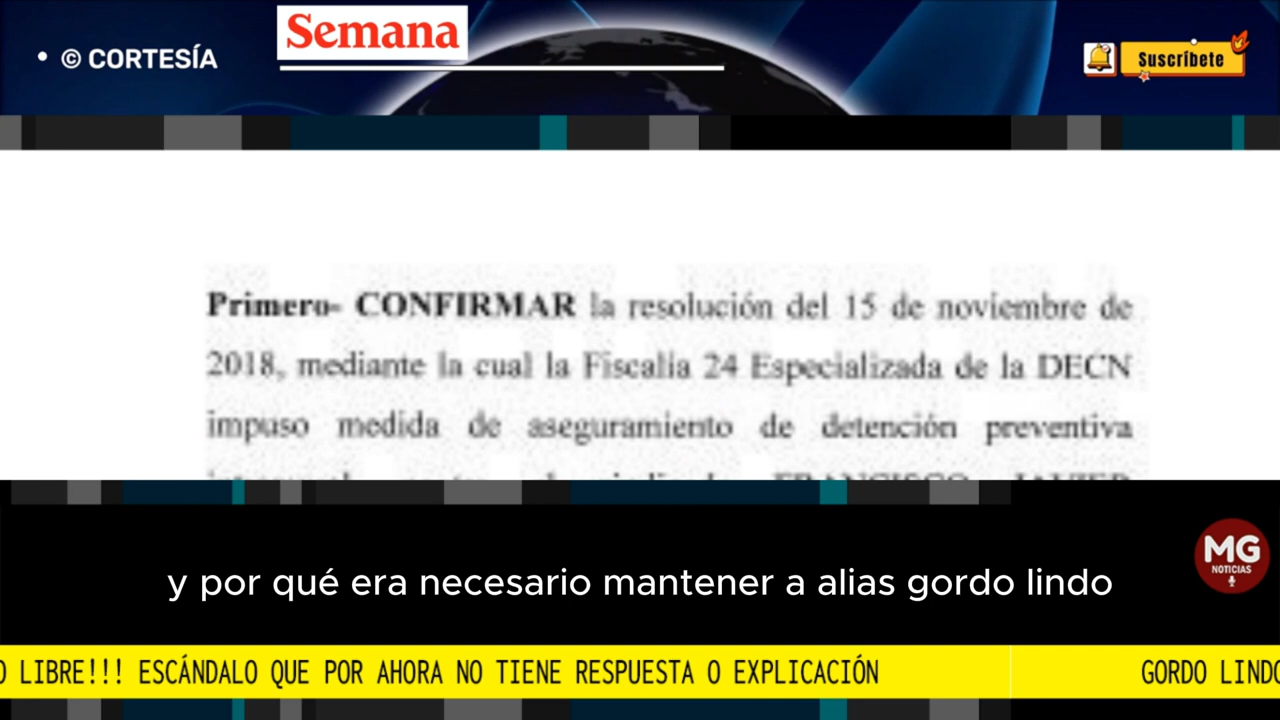 • © CORTESÍA
Semana
Suscríbete
Primero- CONFIRMAR la resolución del 15 de noviembre de
2018, mediante la cual la Fiscalía 24 Especializada de la DECN
impuso medida de aseguramiento de detención preventiva
FRANCISCO JAVIER
MG
NOTICIAS
y por qué era necesario mantener a alias gordo lindo
O LIBRE!!! ESCÁNDALO QUE POR AHORA NO TIENE RESPUESTA O EXPLICACIÓN
GORDO LINDO